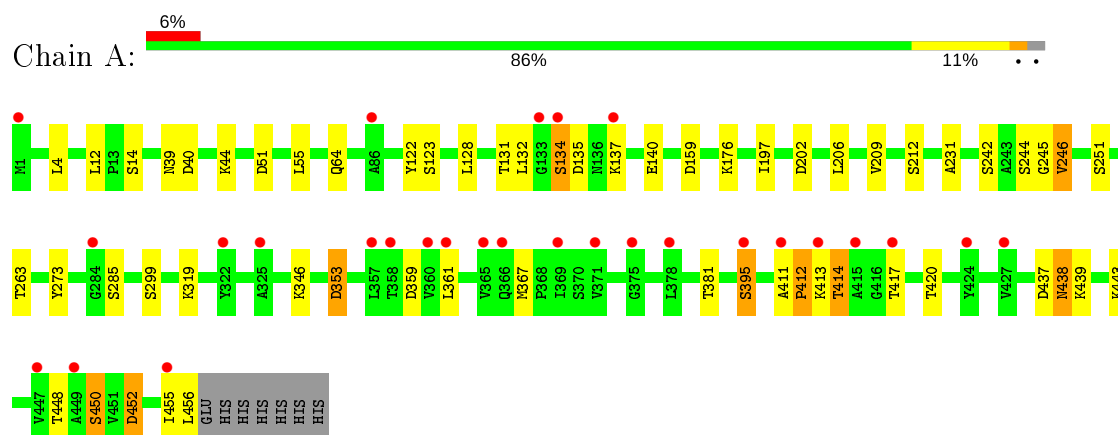 6%
Chain A:
86% 11% • •
M1 L4 L12 P13 S14 N39 D40 K44 D51 L55 Q64 A86 Y122 S123 L128 T131 L132 G133 S134 D135 N136 K137 E140 D159 K176 I197 D202 L206 V209 S212 A231 S242 A243 S244 G245 V246 S251
T263 Y273 G284 S285 S299 K319 Y322 A325 K346 D353 L357 T358 D359 V360 L361 V365 Q366 M367 P368 I369 S370 V371 G375 L378 T381 S395 A411 P412 K413 T414 A415 G416 T417 T420 Y424 V427 D437 N438 K439
V447 T448 A449 S450 V451 D452 I455 L456 GLU HIS HIS HIS HIS HIS HIS